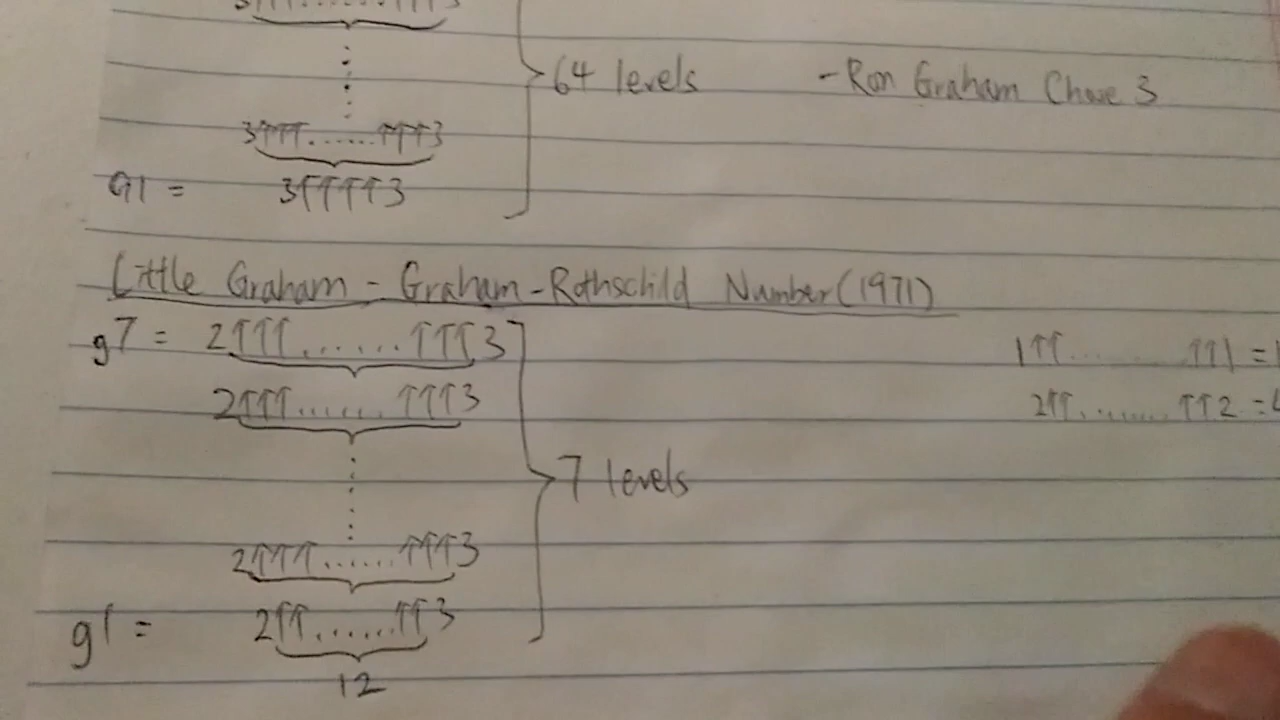 3↑↑↑.......↑↑↑3
64 levels
-Ron Graham Chose 3
3↑↑↑......↑↑↑3
g1 = 3↑↑↑↑3
Little Graham - Graham-Rothschild Number (1971)
g7 = 2↑↑↑.......↑↑↑3
2↑↑↑......↑↑↑3
7 levels
2↑↑↑......↑↑↑3
g1 = 2↑↑......↑↑3
12
1↑↑.........↑↑1 =
2↑↑.........↑↑2 =